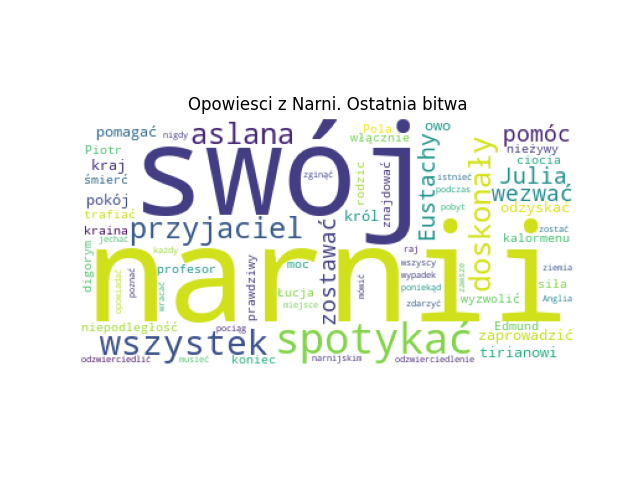 Opowiesci z Narni. Ostatnia bitwa
pomagać nigdy aslana swój Pola owo
włącznie pomóc
Piotr nieżywy
kraj zginąć rodzic znajdować Eustachy doskonały ciocia
śmierć istnieć Julia
podczas wezwać
pokój pobyt odzyskać
trafiać król
kraina przyjaciel zostawać zostać
jechać kalormenu
digorym każdy narnii raj
profesor prawdziwy moc wszyscy ziemia
opowiadać poznać wypadek zawsze
wracać mówić poniekąd siła
Łucja wyzwolić Anglia
miejsce zdarzyć
niepodległość pociąg Edmund
wszystek spotykać zaprowadzić
tirianowi
odzwierciedlić musieć koniec narnijskim odzwierciedlenie